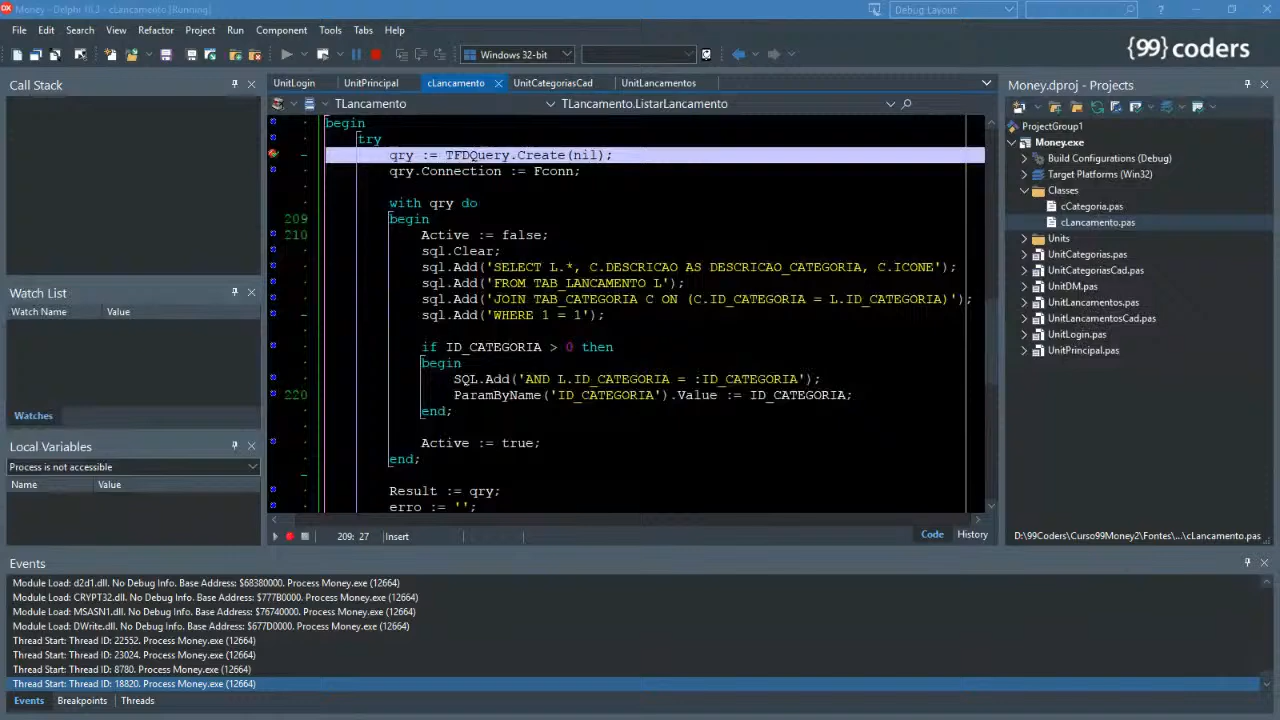 Money - Delphi 10.3 - cLancamento [Running]
Debug Layout
File Edit Search View Refactor Project Run Component Tools Tabs Help
Windows 32-bit
{99} coders
Call Stack
UnitLogin UnitPrincipal cLancamento UnitCategoriasCad UnitLancamentos
Money.dproj - Projects
TLancamento
TLancamento.ListarLancamento
begin
try
qry := TFDQuery.Create(nil);
qry.Connection := Fconn;
with qry do
209 begin
210 Active := false;
sql.Clear;
sql.Add('SELECT L.*, C.DESCRICAO AS DESCRICAO_CATEGORIA, C.ICONE');
sql.Add('FROM TAB_LANCAMENTO L');
sql.Add('JOIN TAB_CATEGORIA C ON (C.ID_CATEGORIA = L.ID_CATEGORIA)');
sql.Add('WHERE 1 = 1');
if ID_CATEGORIA > 0 then
begin
SQL.Add('AND L.ID_CATEGORIA = :ID_CATEGORIA');
220 ParamByName('ID_CATEGORIA').Value := ID_CATEGORIA;
end;
Active := true;
end;
Result := qry;
erro := '';
209: 27 Insert
Code History
Watch List
Watch Name Value
Watches
Local Variables
Process is not accessible
Name Value
ProjectGroup1
Money.exe
Build Configurations (Debug)
Target Platforms (Win32)
Classes
cCategoria.pas
cLancamento.pas
Units
UnitCategorias.pas
UnitCategoriasCad.pas
UnitDM.pas
UnitLancamentos.pas
UnitLancamentosCad.pas
UnitLogin.pas
UnitPrincipal.pas
D:\99Coders\Curso99Money2\Fontes\...\cLancamento.pas
Events
Module Load: d2d1.dll. No Debug Info. Base Address: $68380000. Process Money.exe (12664)
Module Load: CRYPT32.dll. No Debug Info. Base Address: $777B0000. Process Money.exe (12664)
Module Load: MSASN1.dll. No Debug Info. Base Address: $76740000. Process Money.exe (12664)
Module Load: DWrite.dll. No Debug Info. Base Address: $677D0000. Process Money.exe (12664)
Thread Start: Thread ID: 22552. Process Money.exe (12664)
Thread Start: Thread ID: 23024. Process Money.exe (12664)
Thread Start: Thread ID: 8780. Process Money.exe (12664)
Thread Start: Thread ID: 18820. Process Money.exe (12664)
Events Breakpoints Threads